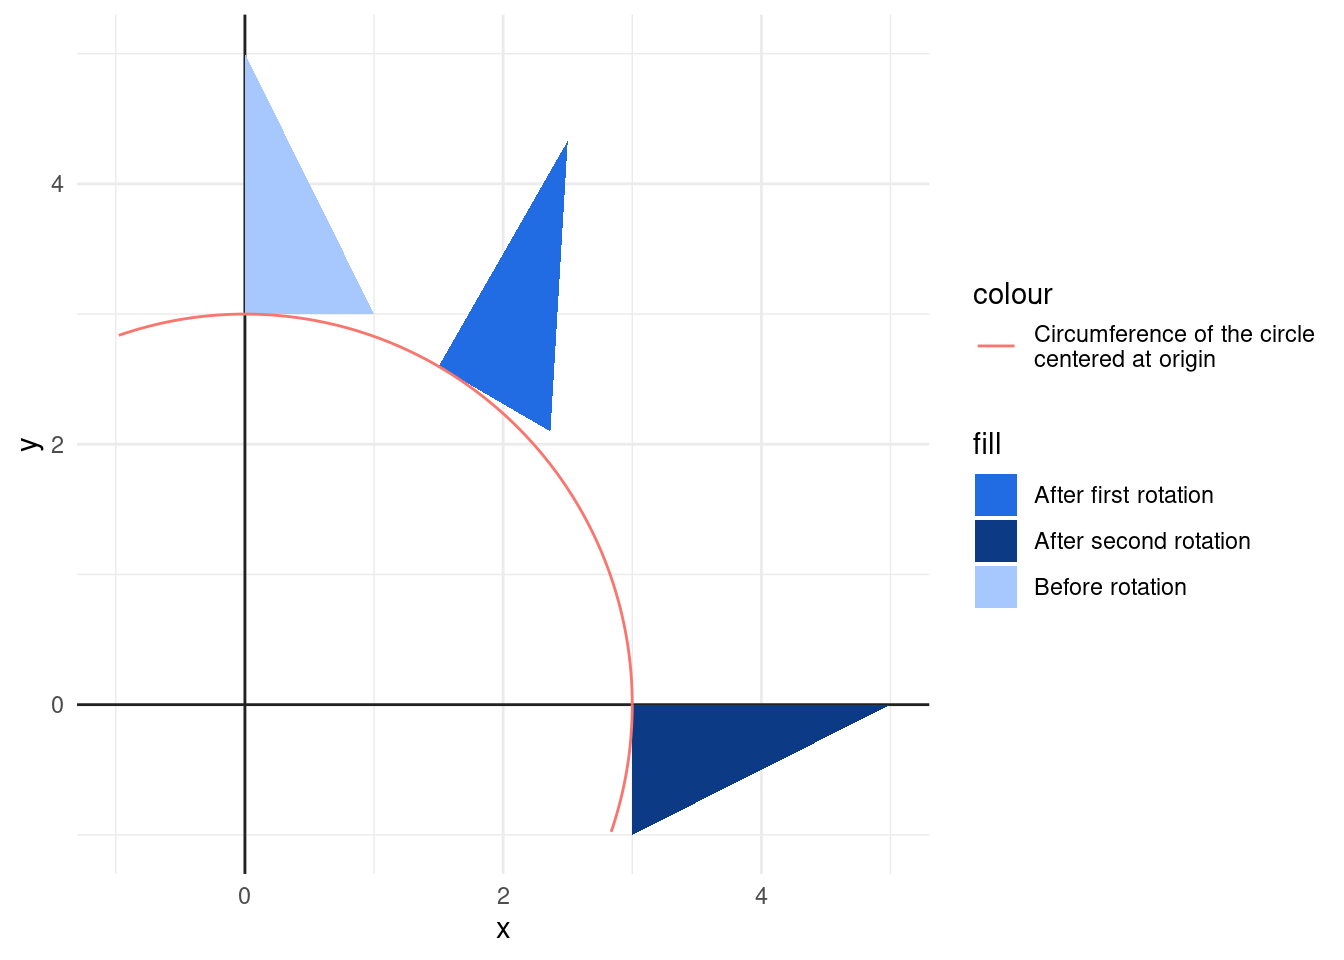 4
2
0
y
0
2
4
x
colour
Circumference of the circle
centered at origin
fill
After first rotation
After second rotation
Before rotation